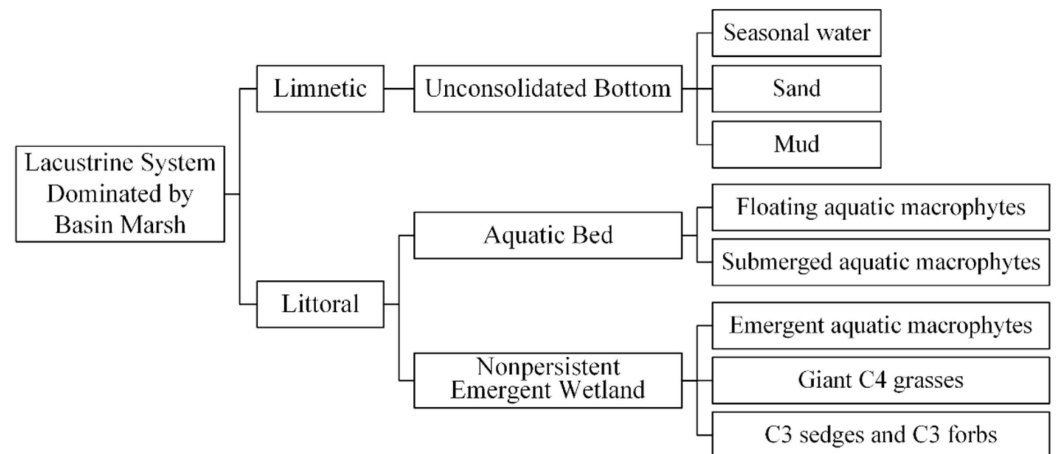 Lacustrine System
Dominated by
Basin Marsh
Limnetic
Unconsolidated Bottom
Seasonal water
Sand
Mud
Littoral
Aquatic Bed
Floating aquatic macrophytes
Submerged aquatic macrophytes
Nonpersistent
Emergent Wetland
Emergent aquatic macrophytes
Giant C4 grasses
C3 sedges and C3 forbs